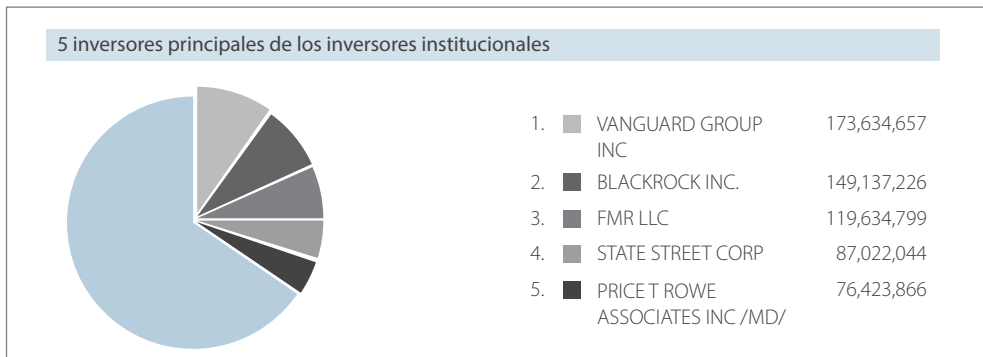 5 inversores principales de los inversores institucionales
1. VANGUARD GROUP 173,634,657
INC
2. BLACKROCK INC. 149,137,226
3. FMR LLC 119,634,799
4. STATE STREET CORP 87,022,044
5. PRICE T ROWE 76,423,866
ASSOCIATES INC /MD/